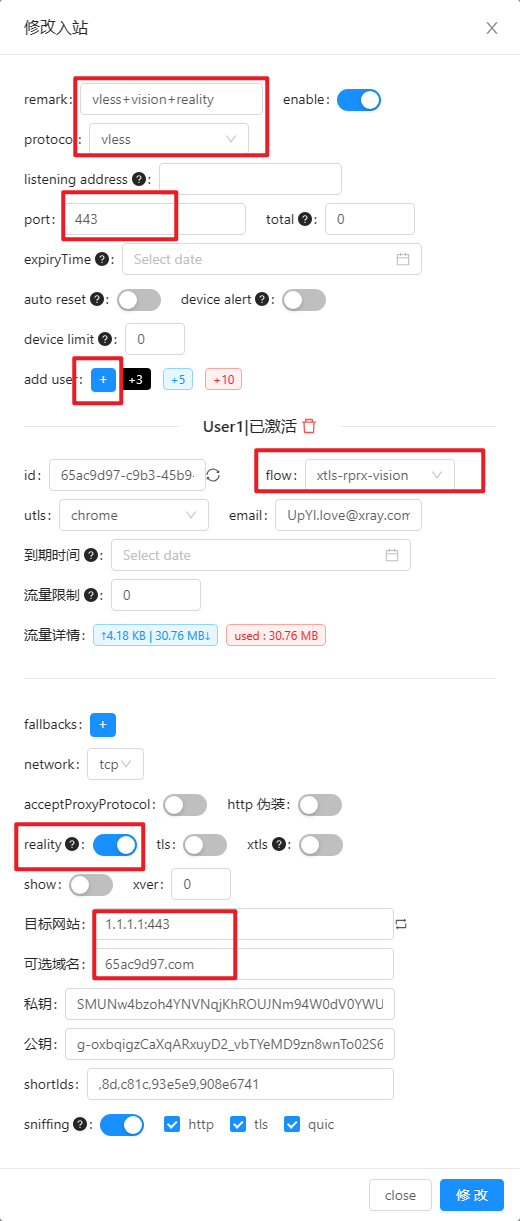 修改入站
remark: vless+vision+reality enable:
protocol: vless
listening address ?:
port: 443 total ?: 0
expiryTime ?: Select date
auto reset ?: device alert ?:
device limit ?: 0
add user: + +3 +5 +10
User1|已激活
id: 65ac9d97-c9b3-45b9- flow: xtls-rprx-vision
utls: chrome email: UpYI.love@xray.com
到期时间 ?: Select date
流量限制 ?: 0
流量详情: ↑4.18 KB | 30.76 MB↓ used : 30.76 MB
fallbacks: +
network: tcp
acceptProxyProtocol: http 伪装:
reality ?: tls: xtls ?:
show: xver: 0
目标网站: 1.1.1.1:443
可选域名: 65ac9d97.com
私钥: SMUNw4bzoh4YNVNqjKhROUJNm94W0dV0YWU
公钥: g-oxbqigzCaXqARxuyD2_vbTYeMD9zn8wnTo02S6
shortIds: ,8d,c81c,93e5e9,908e6741
sniffing ?: http tls quic
close 修 改